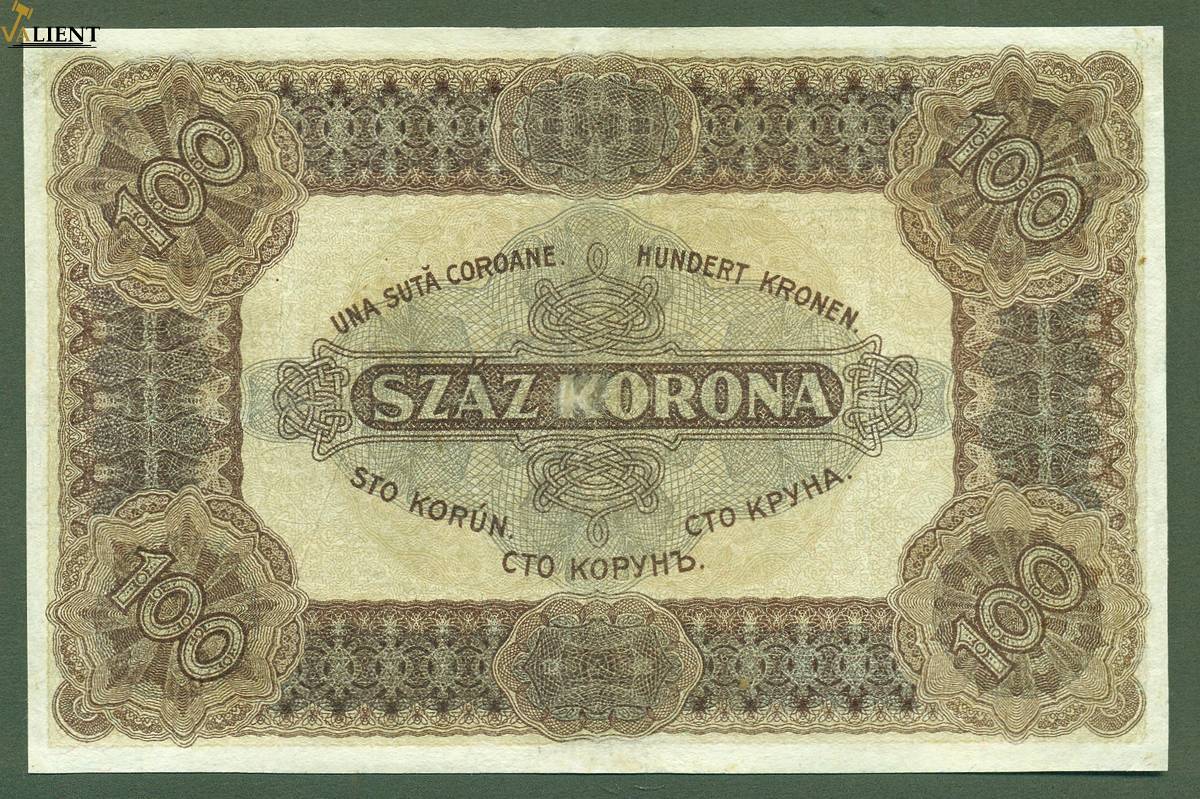 VALIENT
100
100
UNA SUTĂ COROANE.
HUNDERT KRONEN.
SZÁZ KORONA
STO KORÚN.
СТО КРУНА.
СТО КОРУНЪ.
100
100